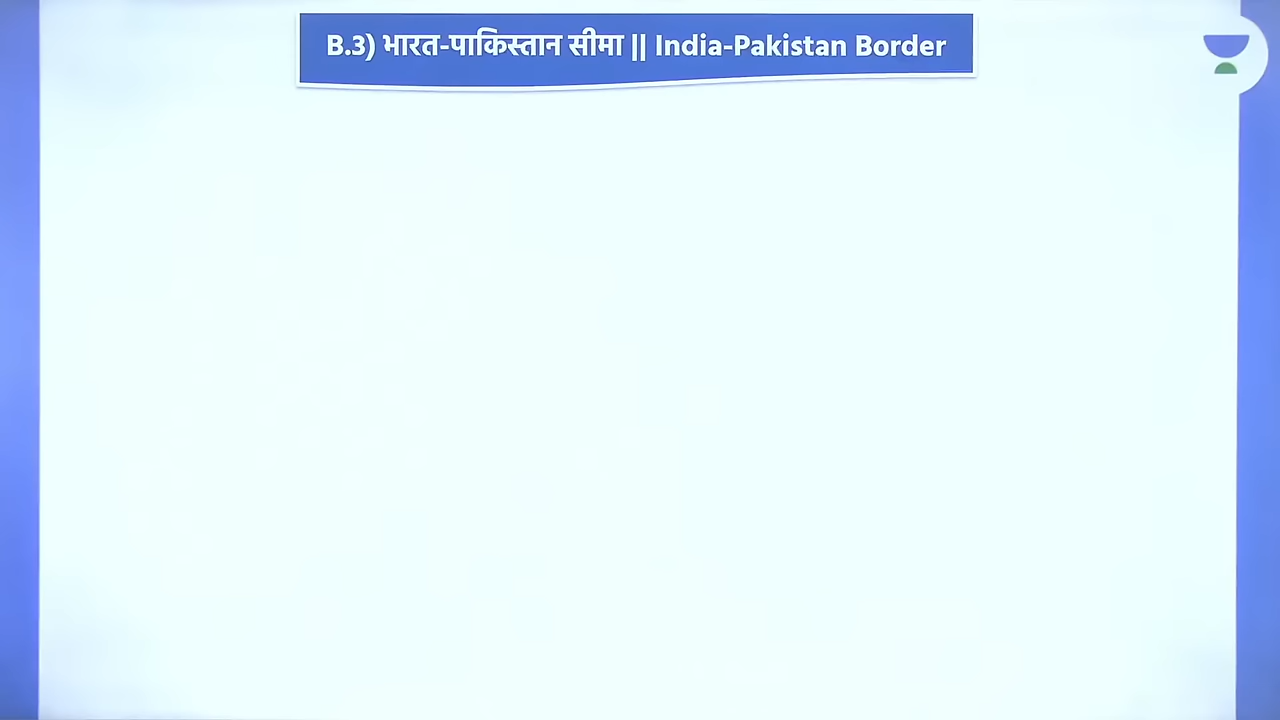 B.3) भारत-पाकिस्तान सीमा || India-Pakistan Border